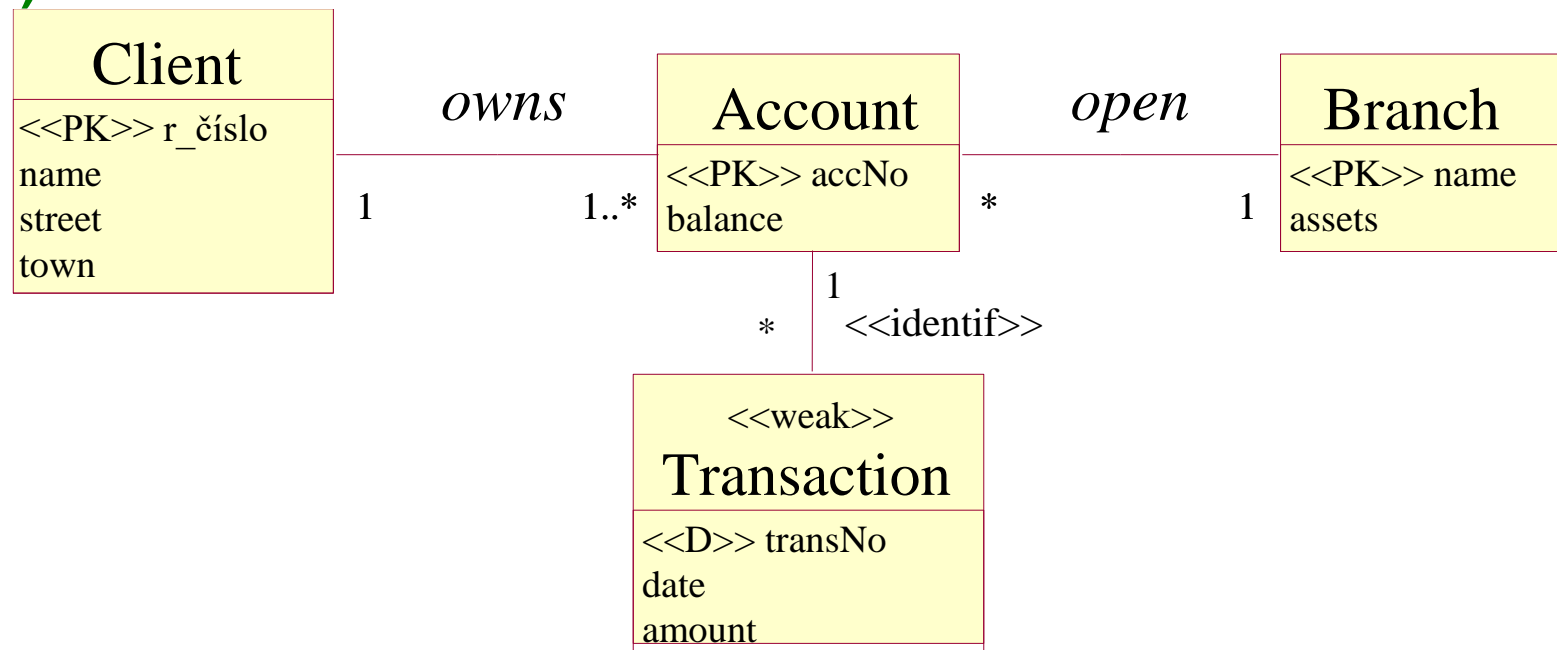 Client
<<PK>> r_číslo
name
street
town
owns
1
1..*
Account
<<PK>> accNo
balance
open
*
1
Branch
<<PK>> name
assets
1
*
<<identif>>
<<weak>>
Transaction
<<D>> transNo
date
amount